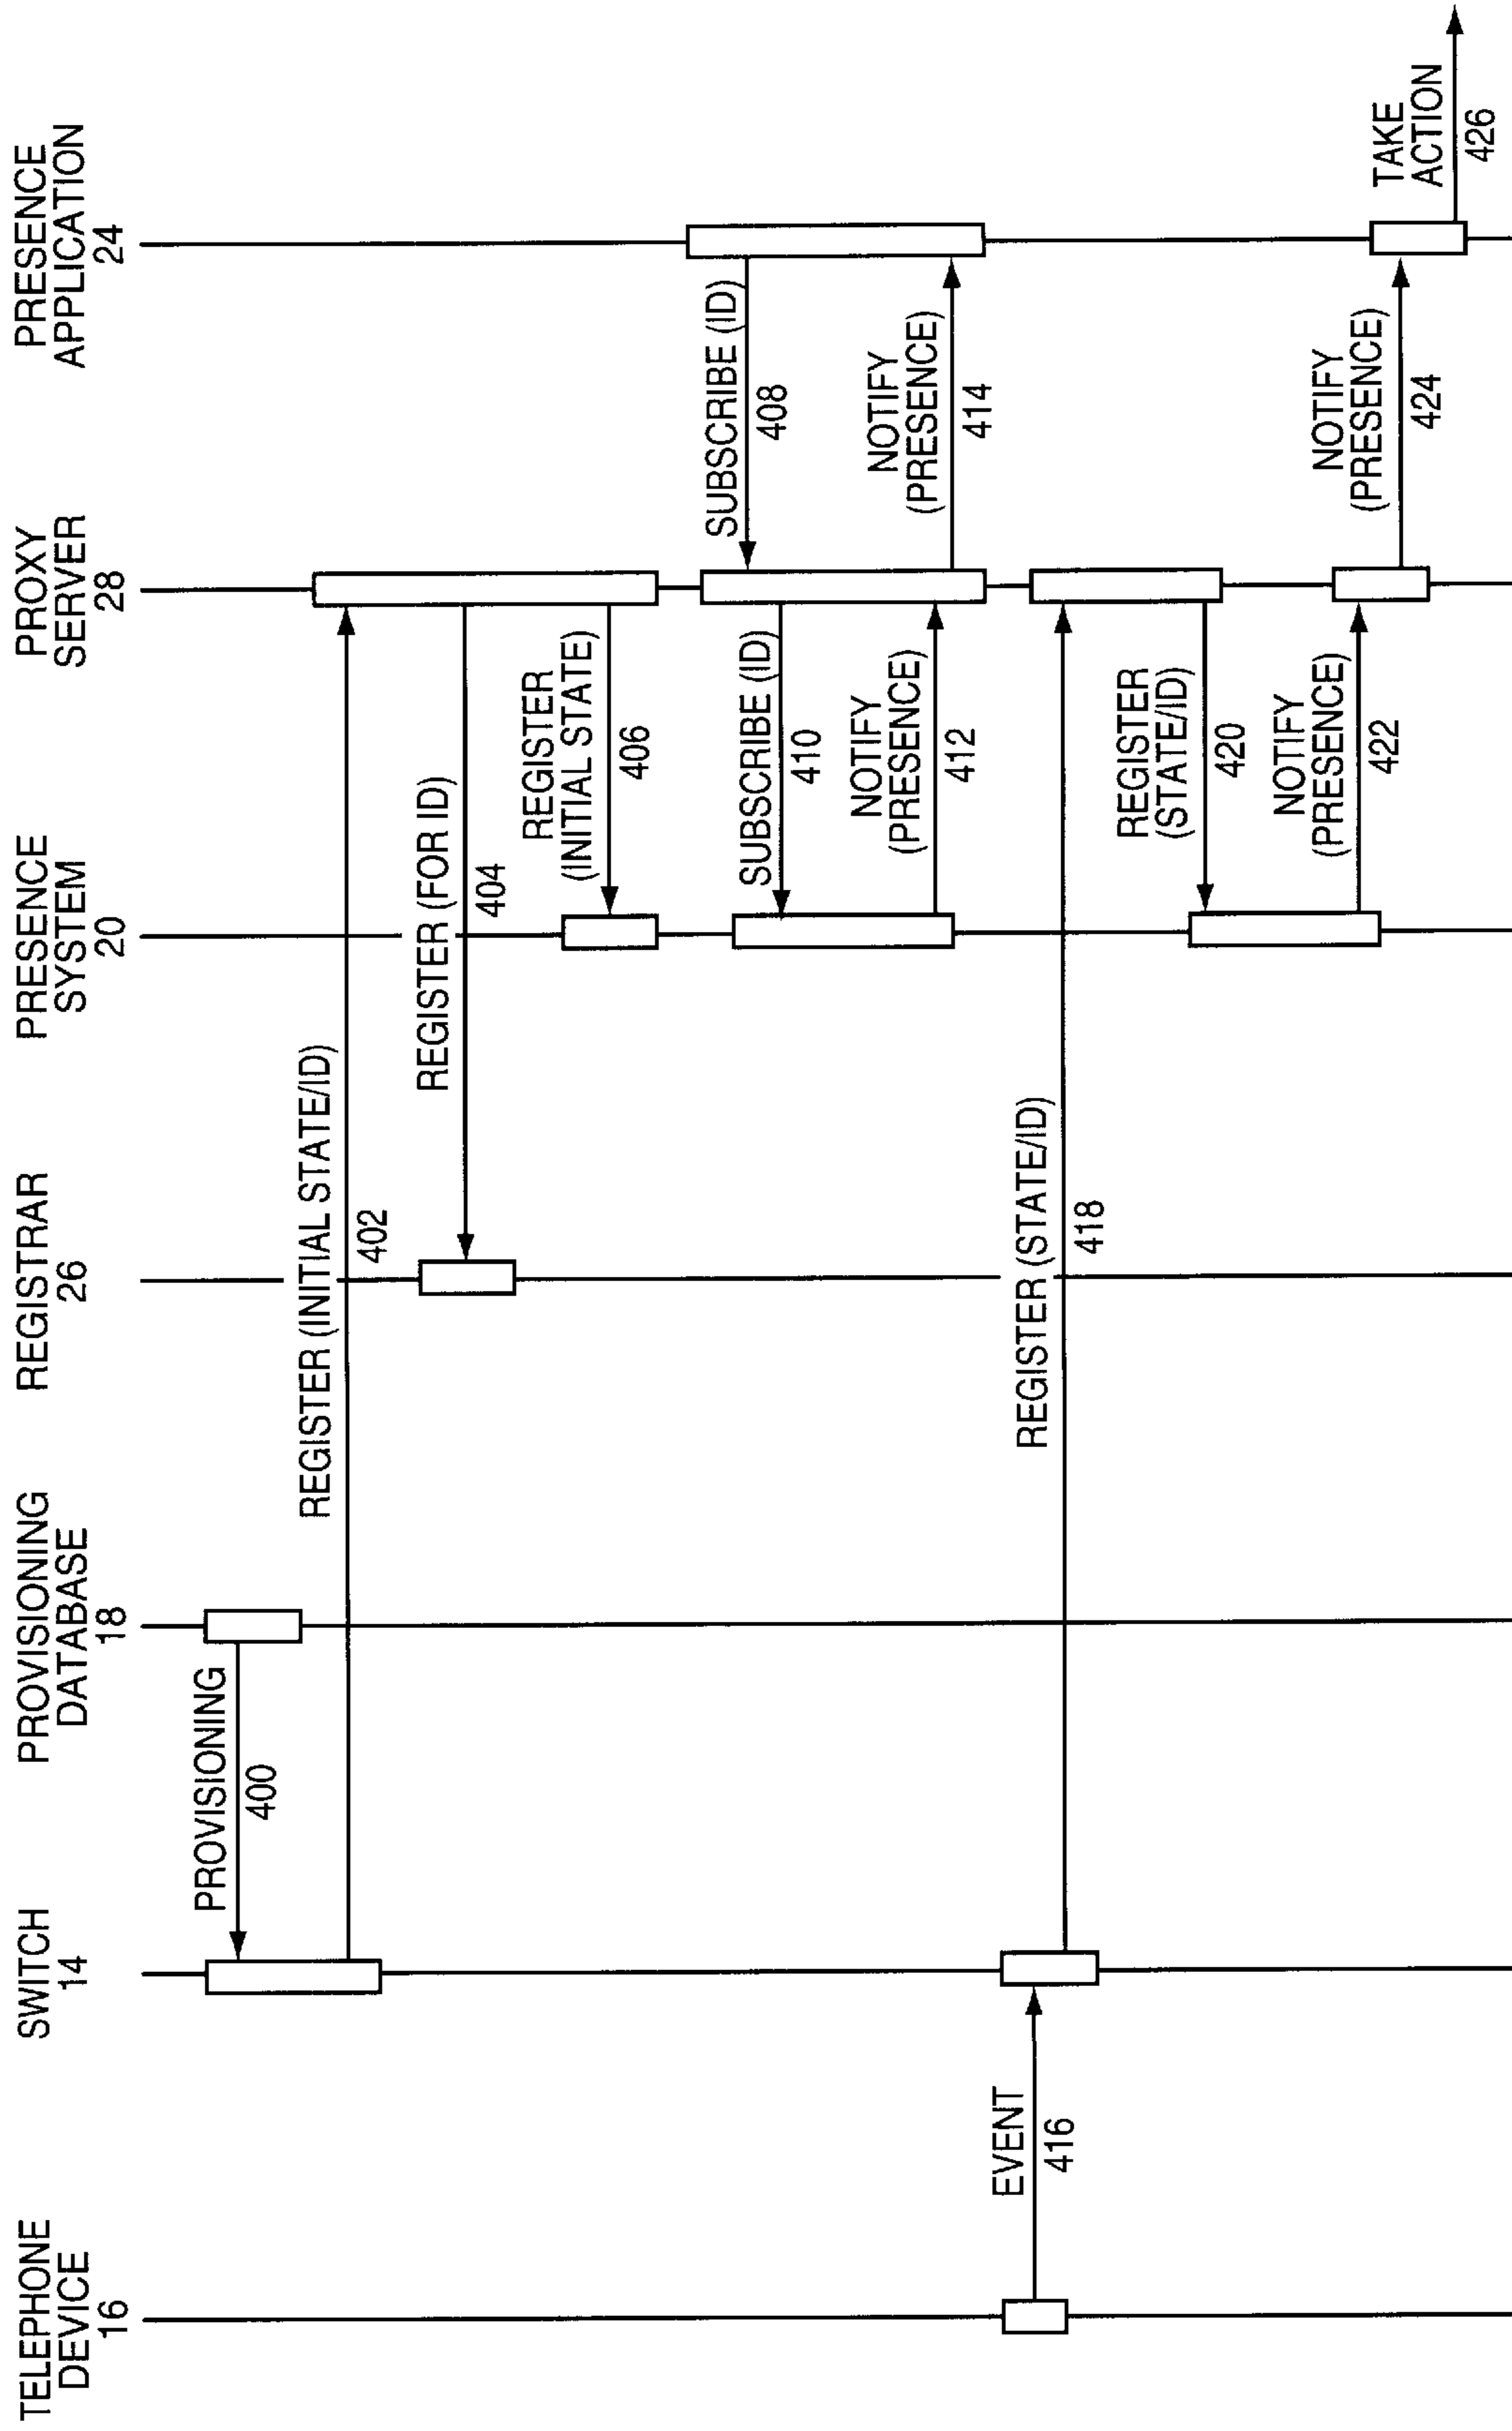 TELEPHONE
DEVICE
16
SWITCH
14
PROVISIONING
DATABASE
18
REGISTRAR
26
PRESENCE
SYSTEM
20
PROXY
SERVER
28
PRESENCE
APPLICATION
24
PROVISIONING
400
REGISTER (INITIAL STATE/ID)
402
REGISTER (FOR ID)
404
REGISTER
(INITIAL STATE)
406
SUBSCRIBE (ID)
408
SUBSCRIBE (ID)
410
NOTIFY
(PRESENCE)
412
NOTIFY
(PRESENCE)
414
EVENT
416
REGISTER (STATE/ID)
418
REGISTER
(STATE/ID)
420
NOTIFY
(PRESENCE)
422
NOTIFY
(PRESENCE)
424
TAKE
ACTION
426